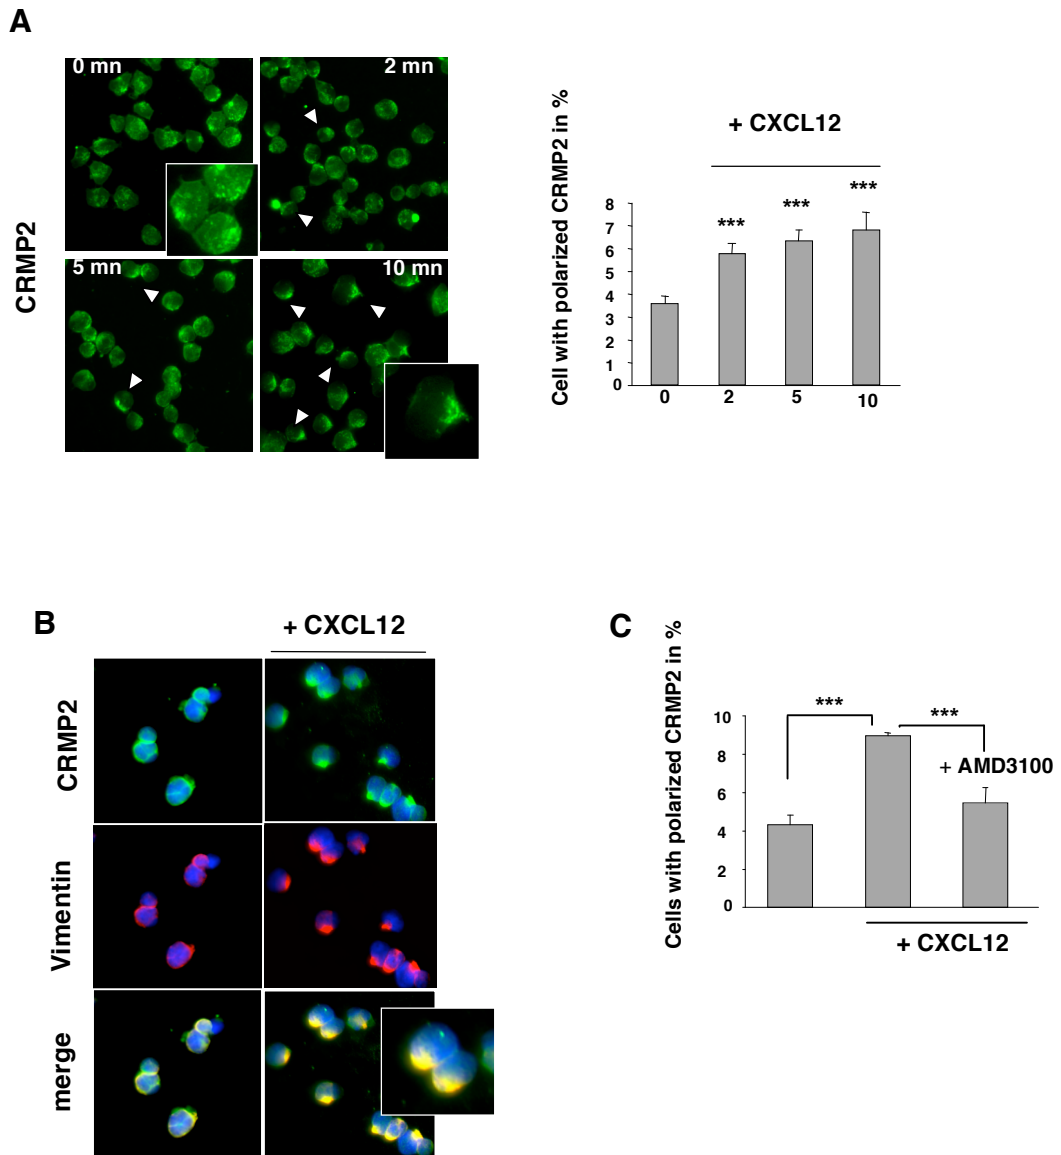 A
0 mn
2 mn
5 mn
10 mn
CRMP2
Cell with polarized CRMP2 in %
+ CXCL12
***
***
***
8
7
6
5
4
3
2
1
0
0
2
5
10
B
+ CXCL12
CRMP2
Vimentin
merge
C
Cells with polarized CRMP2 in %
***
***
+ AMD3100
10
8
6
4
2
0
+ CXCL12